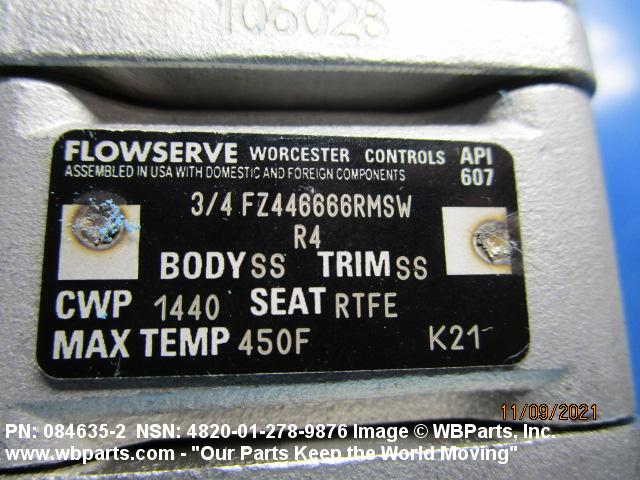 106028
FLOWSERVE WORCESTER CONTROLS API
ASSEMBLED IN USA WITH DOMESTIC AND FOREIGN COMPONENTS 607
3/4 FZ446666RMSW
R4
BODY SS TRIM SS
CWP 1440 SEAT RTFE
MAX TEMP 450F K21
11/09/2021
PN: 084635-2 NSN: 4820-01-278-9876 Image © WBParts, Inc.
www.wbparts.com - "Our Parts Keep the World Moving"